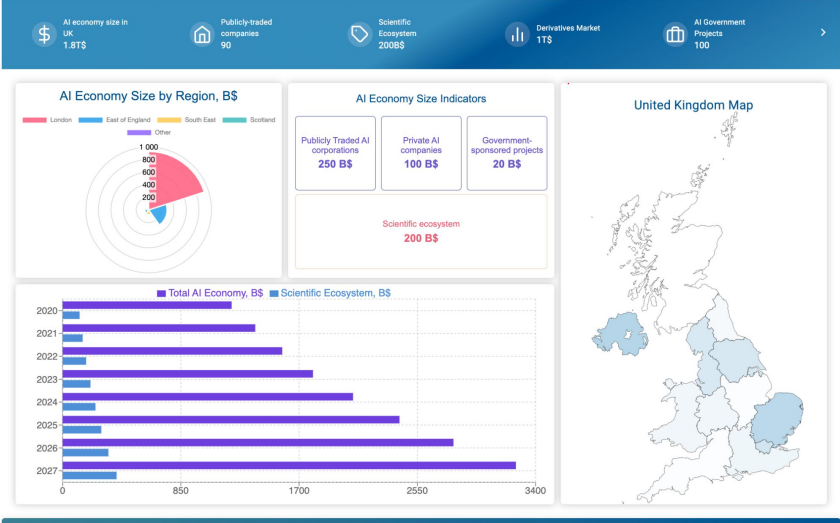 AI economy size in
UK
1.8T$
Publicly-traded
companies
90
Scientific
Ecosystem
200B$
Derivatives Market
1T$
AI Government
Projects
100
AI Economy Size by Region, B$
London
East of England
South East
Scotland
Other
1 000
800
600
400
200
AI Economy Size Indicators
Publicly Traded AI
corporations
250 B$
Private AI
companies
100 B$
Government-
sponsored projects
20 B$
Scientific ecosystem
200 B$
United Kingdom Map
Total AI Economy, B$
Scientific Ecosystem, B$
2020
2021
2022
2023
2024
2025
2026
2027
0
850
1700
2550
3400